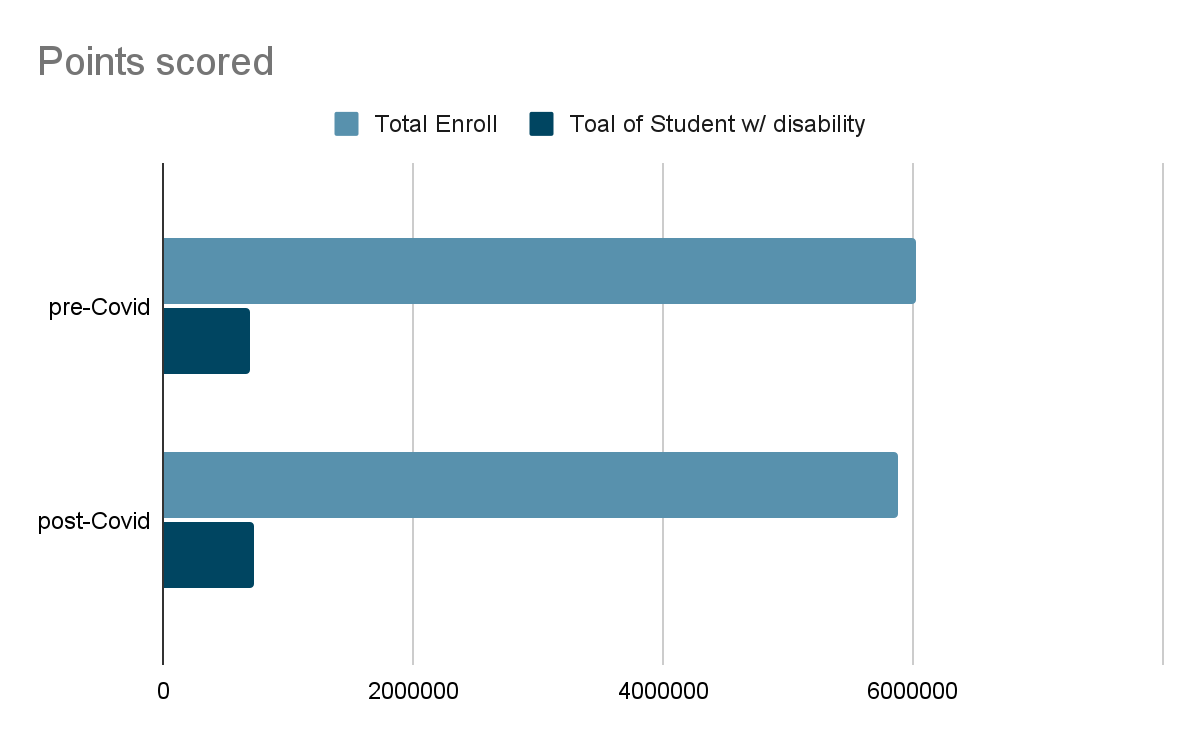 Points scored
Total Enroll
Toal of Student w/ disability
pre-Covid
post-Covid
0 2000000 4000000 6000000